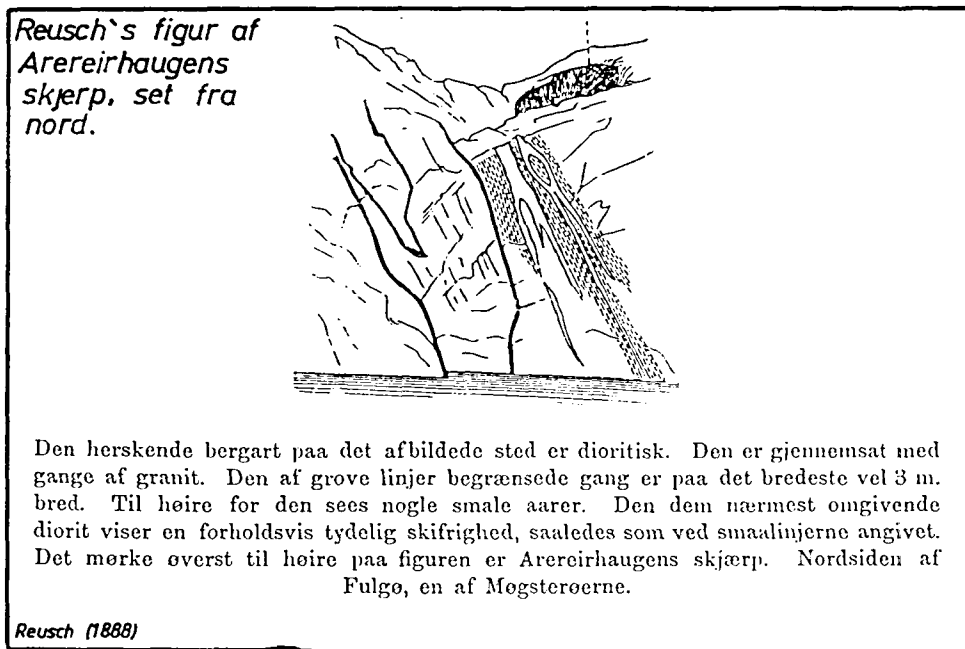 Reusch`s figur af
Arereirhaugens
skjerp, set fra
nord.
Den herskende bergart paa det afbildede sted er dioritisk. Den er gjennemsat med
gange af granit. Den af grove linjer begrænsede gang er paa det bredeste vel 3 m.
bred. Til høire for den sees nogle smale aarer. Den dem nærmest omgivende
diorit viser en forholdsvis tydelig skifrighed, saaledes som ved smaalinjerne angivet.
Det mørke øverst til høire paa figuren er Arereirhaugens skjærp. Nordsiden af
Fulgø, en af Møgsterøerne.
Reusch (1888)